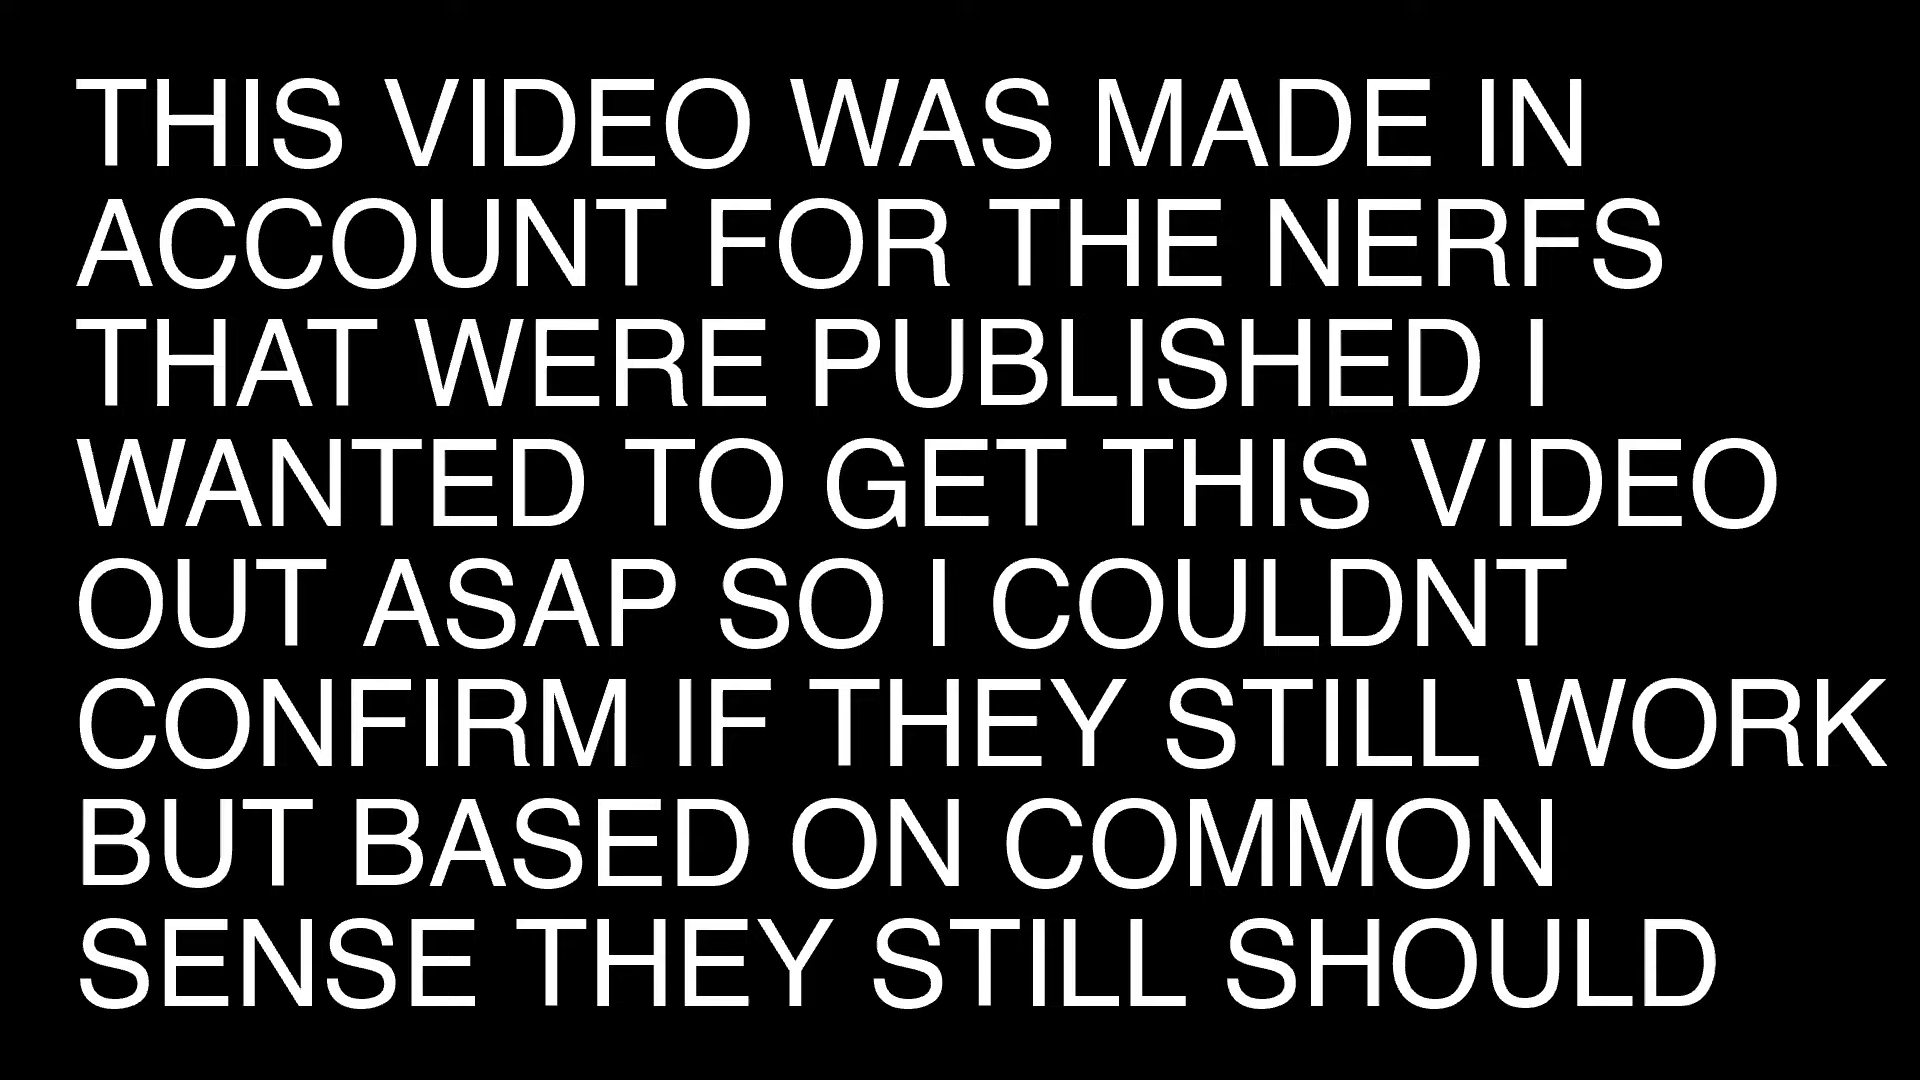 THIS VIDEO WAS MADE IN
ACCOUNT FOR THE NERFS
THAT WERE PUBLISHED I
WANTED TO GET THIS VIDEO
OUT ASAP SO I COULDNT
CONFIRM IF THEY STILL WORK
BUT BASED ON COMMON
SENSE THEY STILL SHOULD